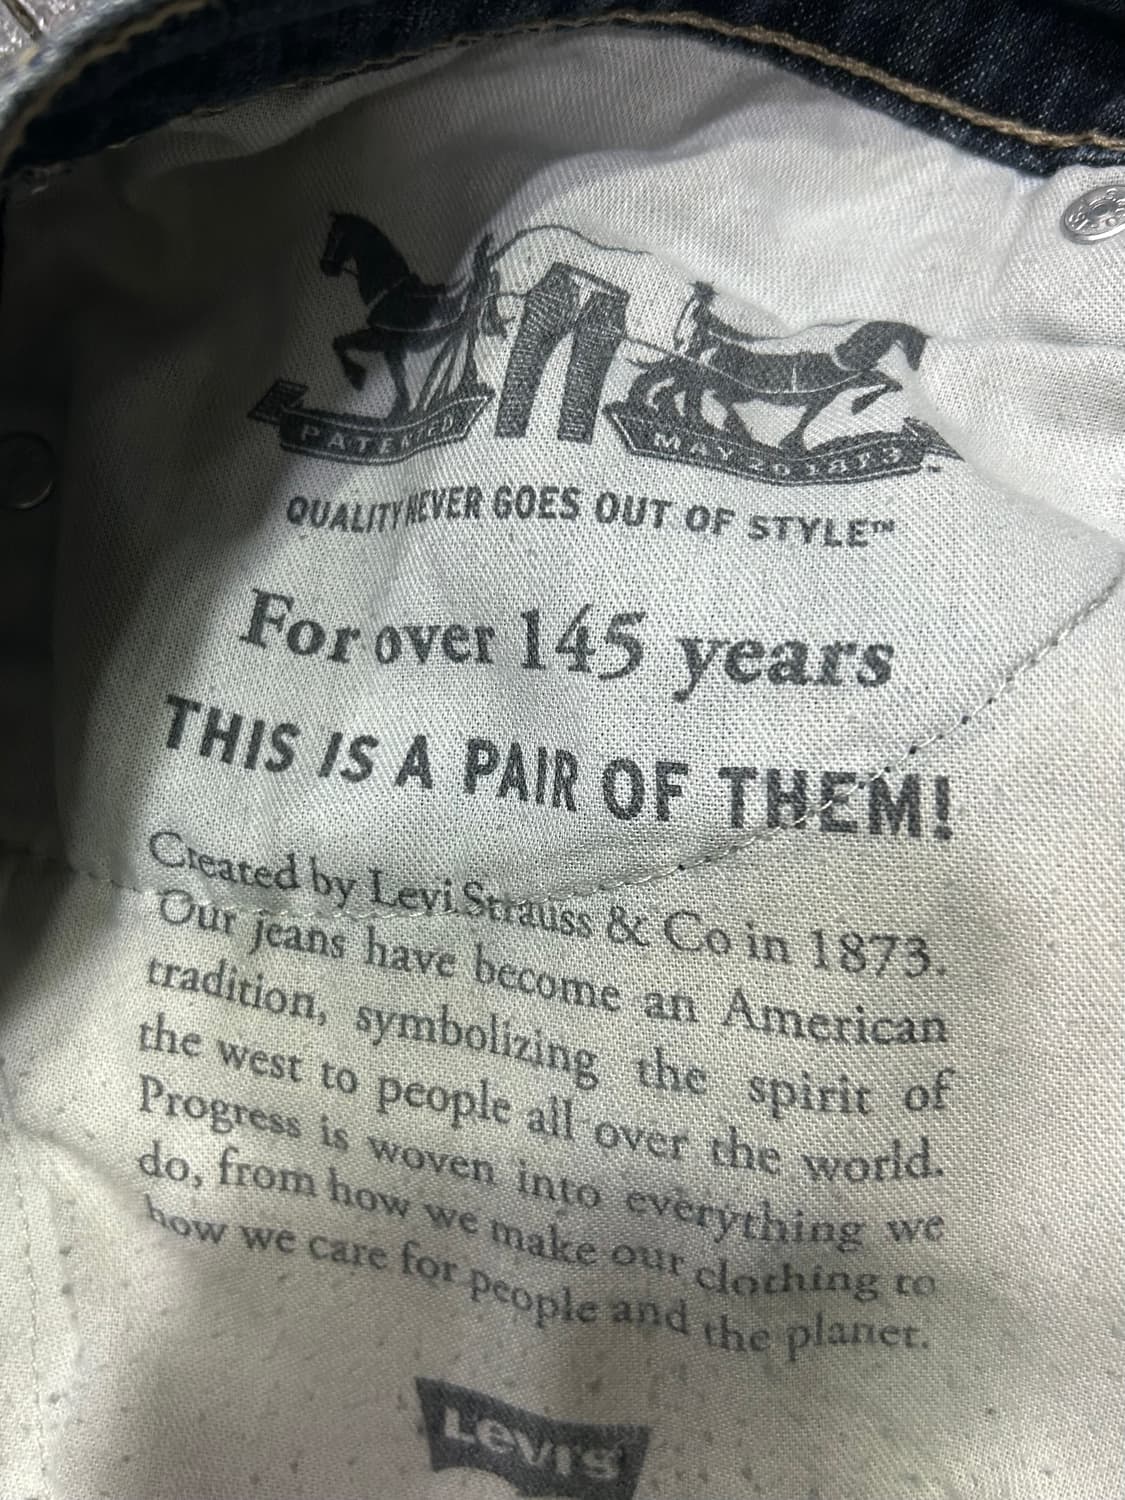 PATENTED
MAY 20 1873
QUALITY NEVER GOES OUT OF STYLE™
For over 145 years
THIS IS A PAIR OF THEM!
Created by Levi Strauss & Co in 1873.
Our jeans have become an American
tradition, symbolizing the spirit of
the west to people all over the world.
Progress is woven into everything we
do, from how we make our clothing to
how we care for people and the planet.
Levi's